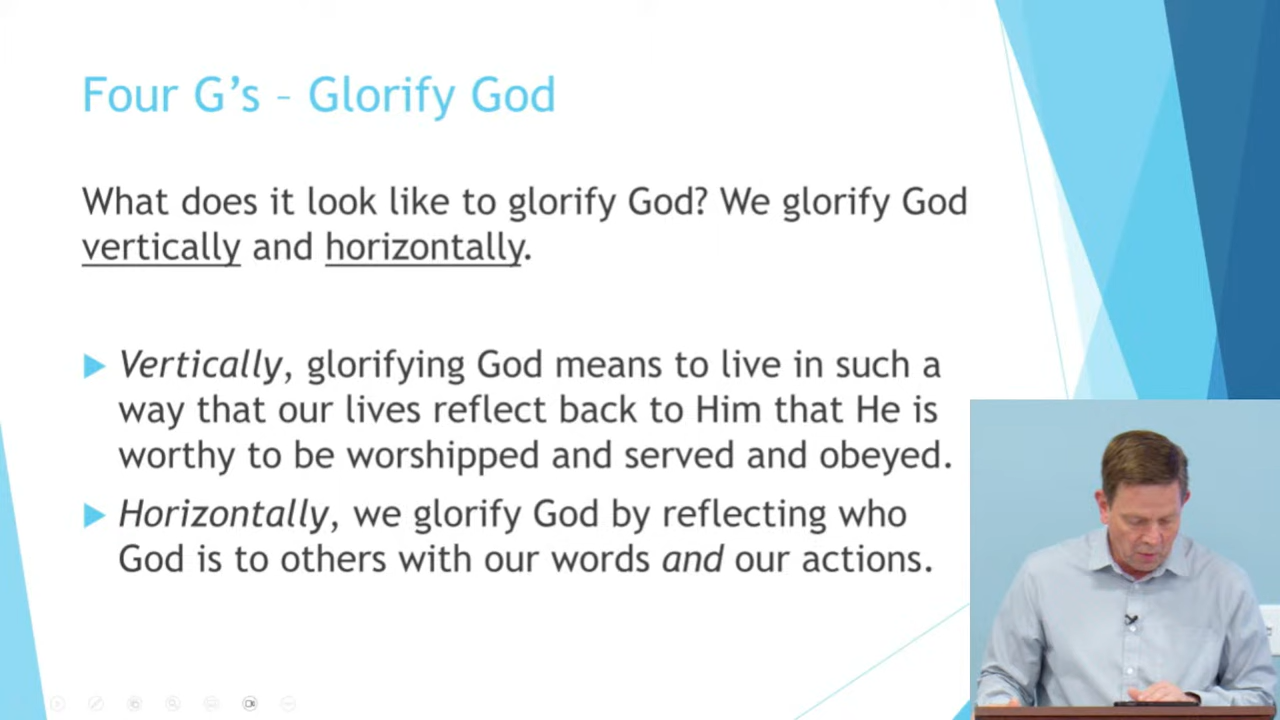 Four G’s – Glorify God
What does it look like to glorify God? We glorify God
vertically and horizontally.
Vertically, glorifying God means to live in such a
way that our lives reflect back to Him that He is
worthy to be worshipped and served and obeyed.
Horizontally, we glorify God by reflecting who
God is to others with our words and our actions.